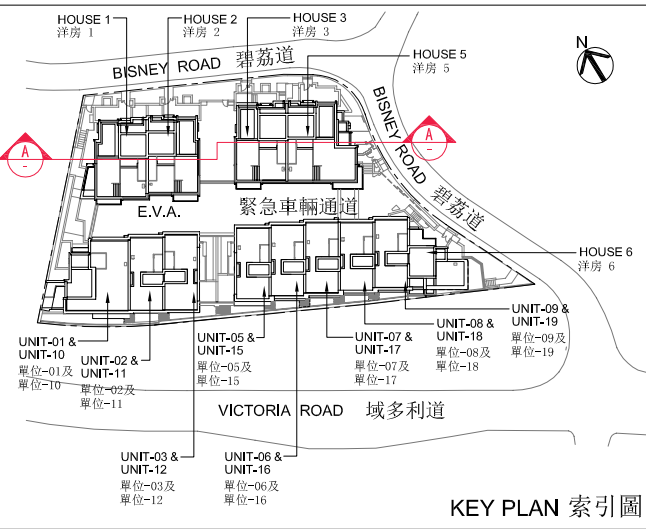 HOUSE 1
洋房 1
HOUSE 2
洋房 2
HOUSE 3
洋房 3
HOUSE 5
洋房 5
BISNEY ROAD 碧荔道
N
BISNEY ROAD 碧荔道
A
-
A
-
E.V.A. 緊急車輛通道
HOUSE 6
洋房 6
UNIT-01 &
UNIT-10
單位-01及
單位-10
UNIT-02 &
UNIT-11
單位-02及
單位-11
UNIT-05 &
UNIT-15
單位-05及
單位-15
UNIT-07 &
UNIT-17
單位-07及
單位-17
UNIT-08 &
UNIT-18
單位-08及
單位-18
UNIT-09 &
UNIT-19
單位-09及
單位-19
VICTORIA ROAD 域多利道
UNIT-03 &
UNIT-12
單位-03及
單位-12
UNIT-06 &
UNIT-16
單位-06及
單位-16
KEY PLAN 索引圖